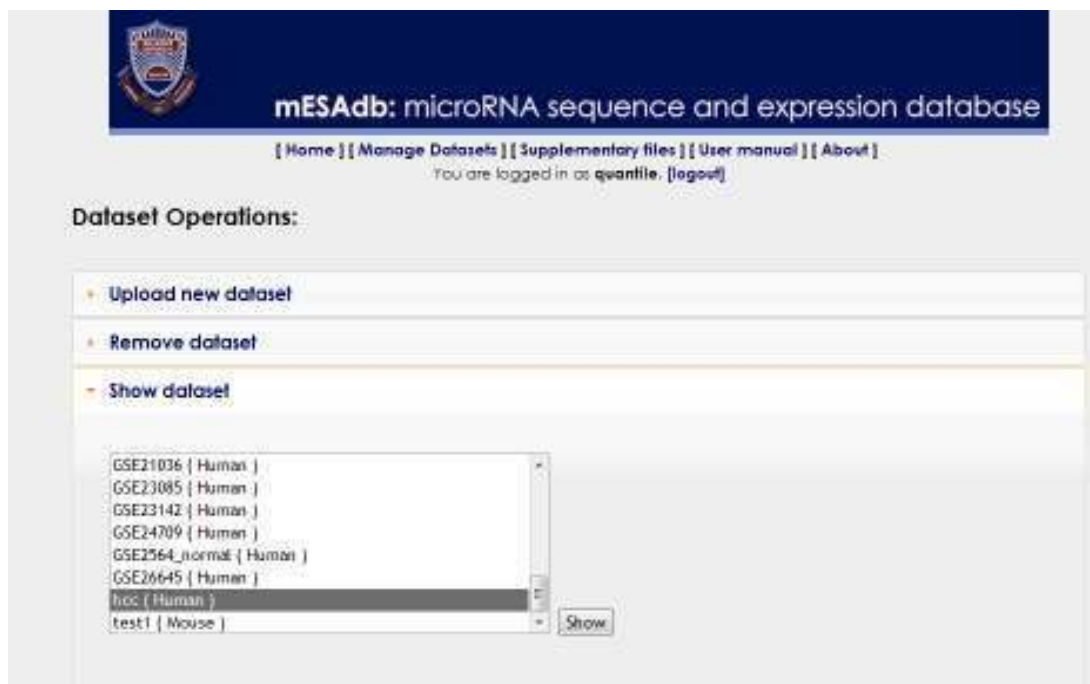 mESAdb: microRNA sequence and expression database
[ Home ] [ Manage Datasets ] [ Supplementary files ] [ User manual ] [ About ]
You are logged in as quantile. [logout]
Dataset Operations:
Upload new dataset
Remove dataset
Show dataset
GSE21036 ( Human )
GSE23085 ( Human )
GSE23142 ( Human )
GSE24709 ( Human )
GSE2564_normal ( Human )
GSE26645 ( Human )
hcc ( Human )
test1 ( Mouse )
Show